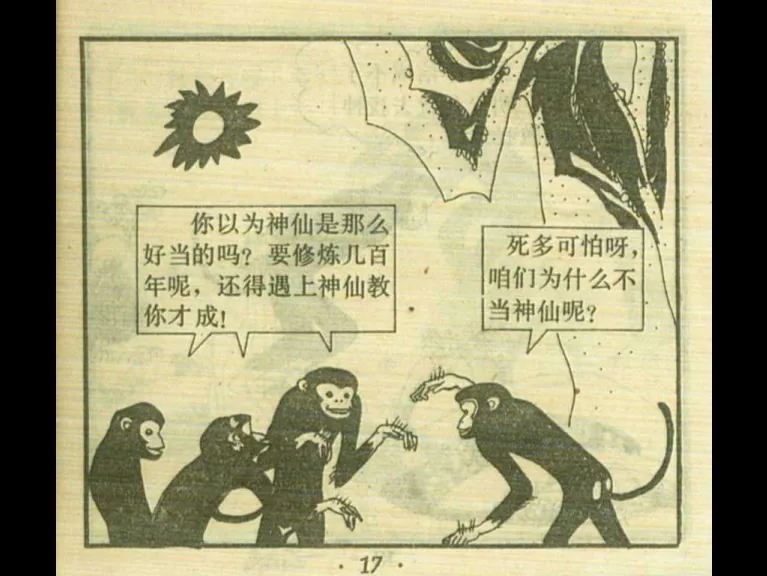 你以为神仙是那么
好当的吗？要修炼几百
年呢，还得遇上神仙教
你才成！
死多可怕呀，
咱们为什么不
当神仙呢？
· 17 ·